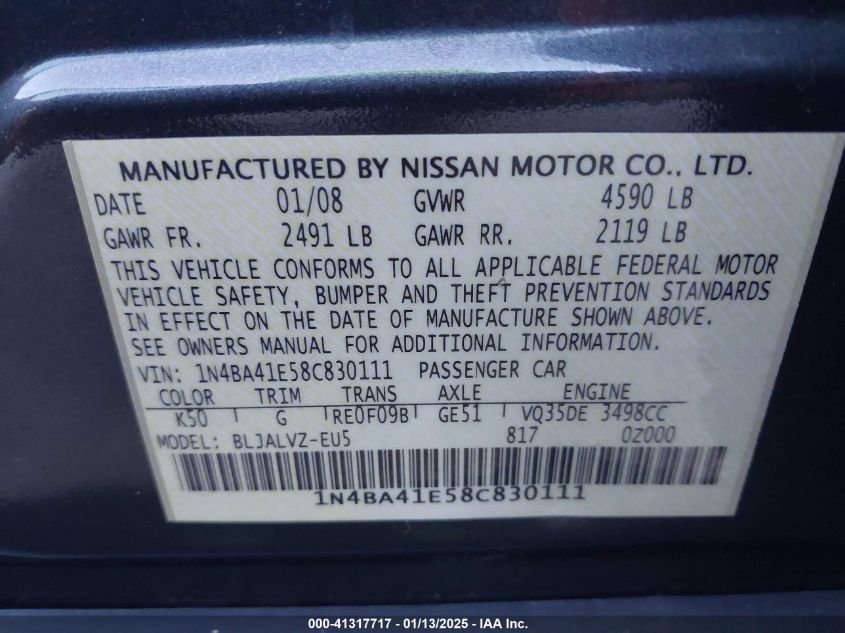 MANUFACTURED BY NISSAN MOTOR CO., LTD.
DATE 01/08 GVWR 4590 LB
GAWR FR. 2491 LB GAWR RR. 2119 LB
THIS VEHICLE CONFORMS TO ALL APPLICABLE FEDERAL MOTOR
VEHICLE SAFETY, BUMPER AND THEFT PREVENTION STANDARDS
IN EFFECT ON THE DATE OF MANUFACTURE SHOWN ABOVE.
SEE OWNERS MANUAL FOR ADDITIONAL INFORMATION.
VIN: 1N4BA41E58C830111 PASSENGER CAR
COLOR TRIM TRANS AXLE ENGINE
K50 G RE0F09B GE51 VQ35DE 3498CC
MODEL: BLJALVZ-EU5 817 0Z000
1N4BA41E58C830111
000-41317717 - 01/13/2025 - IAA Inc.